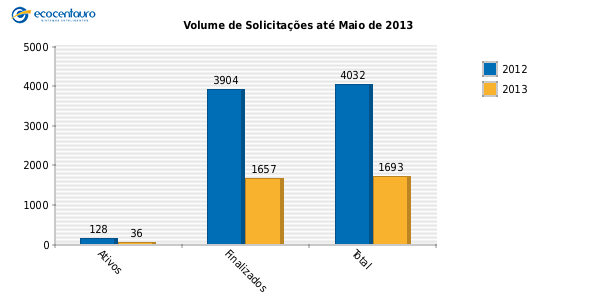 ecocentauro
Volume de Solicitações até Maio de 2013
5000
4000
3000
2000
1000
0
128
36
3904
1657
4032
1693
Ativos
Finalizados
Total
2012
2013